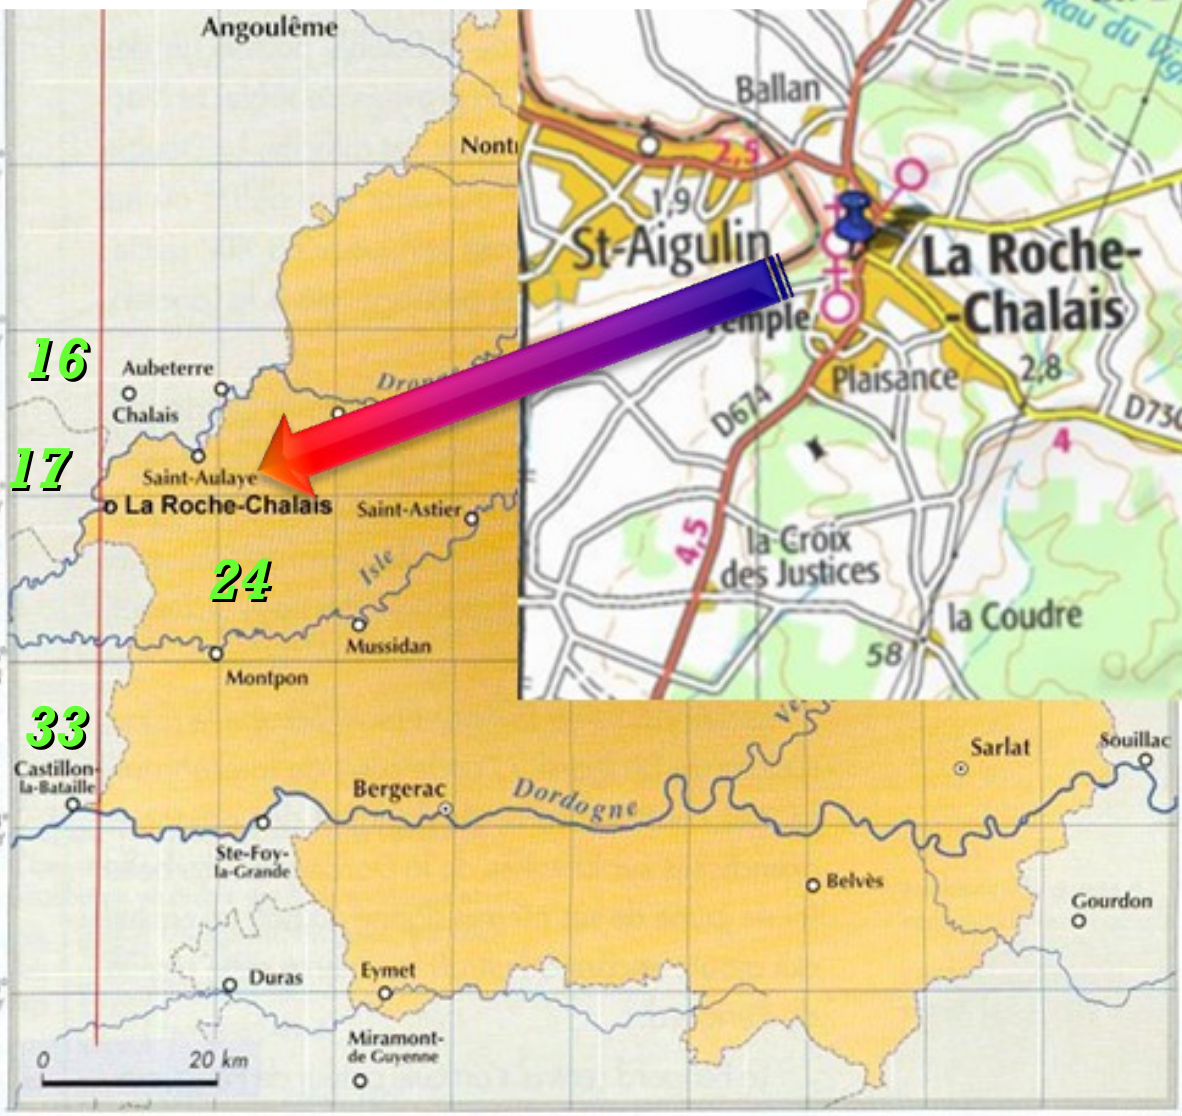 Angoulême
Nontr
16
Aubeterre
Chalais
17
Saint-Aulaye
La Roche-Chalais
Saint-Astier
Isle
24
Mussidan
Montpon
33
Castillon-
la-Bataille
Bergerac
Dordogne
Sarlat
Souillac
Ste-Foy-
la-Grande
Belvès
Gourdon
Duras
Eymet
Miramont-
de Guyenne
0 20 km
Ballan
2,5
1,9
St-Aigulin
La Roche-
-Chalais
Temple
Plaisance
2,8
D674
D730
4
4,5
la Croix
des Justices
la Coudre
58